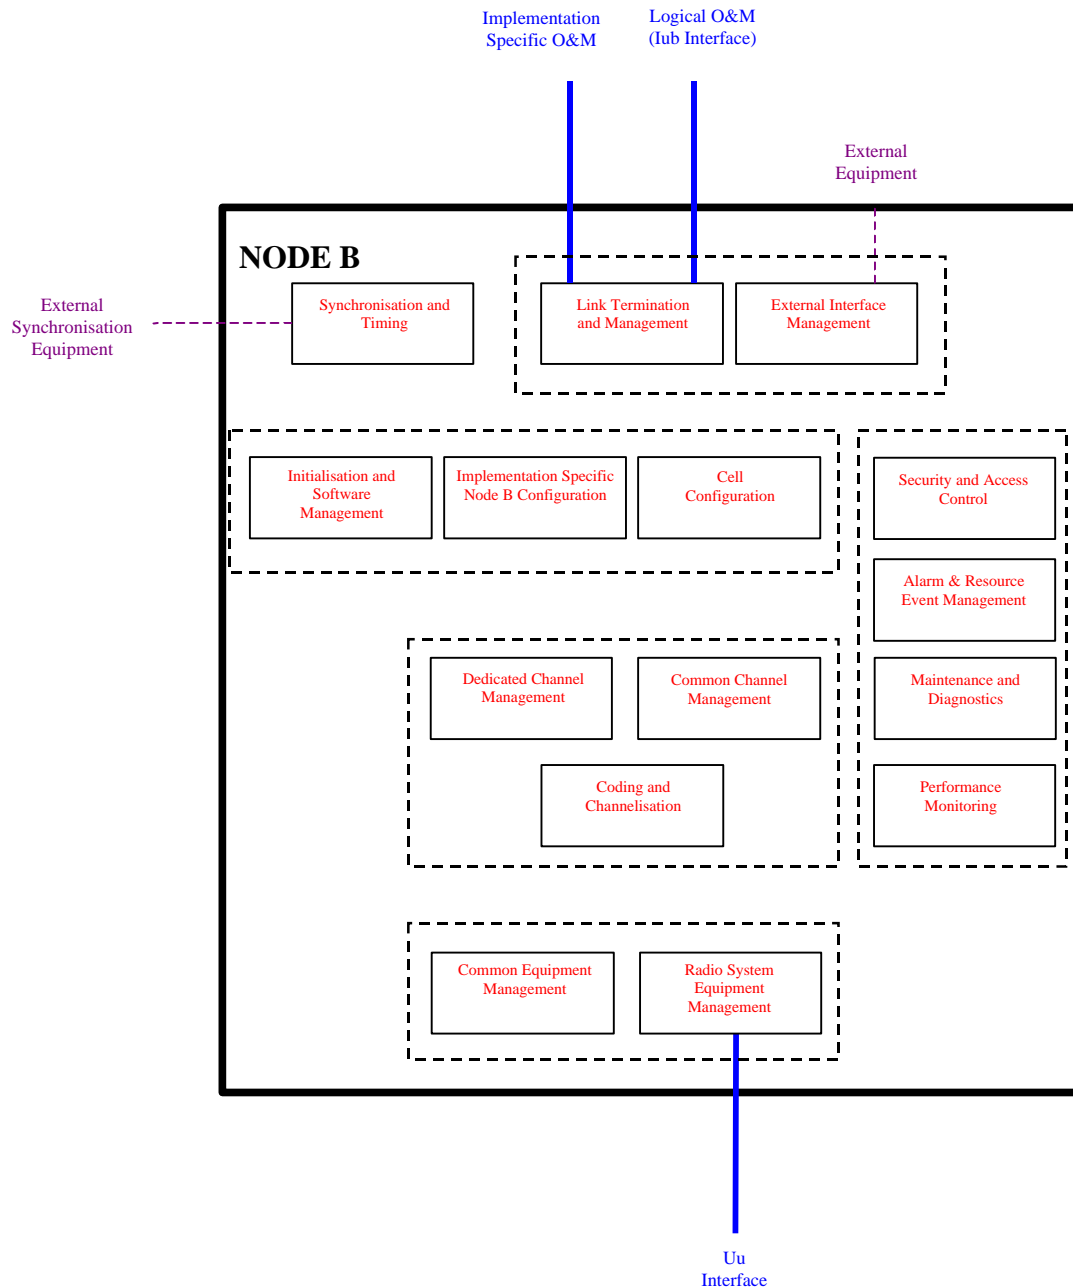 Implementation
Specific O&M
Logical O&M
(Iub Interface)
External
Equipment
NODE B
External
Synchronisation
Equipment
Synchronisation and
Timing
Link Termination
and Management
External Interface
Management
Initialisation and
Software
Management
Implementation Specific
Node B Configuration
Cell
Configuration
Security and Access
Control
Alarm & Resource
Event Management
Dedicated Channel
Management
Common Channel
Management
Maintenance and
Diagnostics
Coding and
Channelisation
Performance
Monitoring
Common Equipment
Management
Radio System
Equipment
Management
Uu
Interface